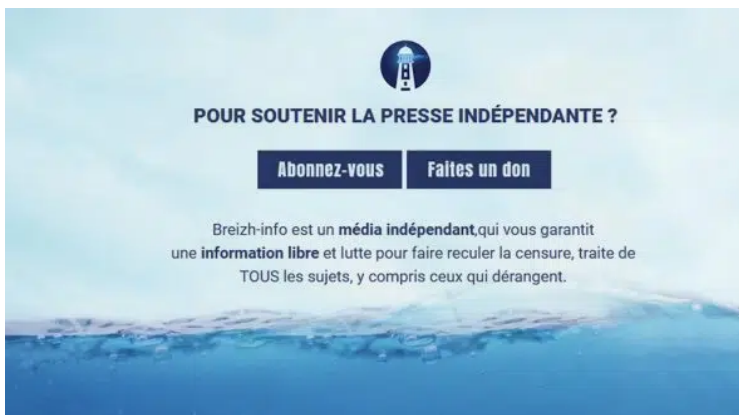 POUR SOUTENIR LA PRESSE INDÉPENDANTE ?
Abonnez-vous Faites un don
Breizh-info est un média indépendant,qui vous garantit
une information libre et lutte pour faire reculer la censure, traite de
TOUS les sujets, y compris ceux qui dérangent.